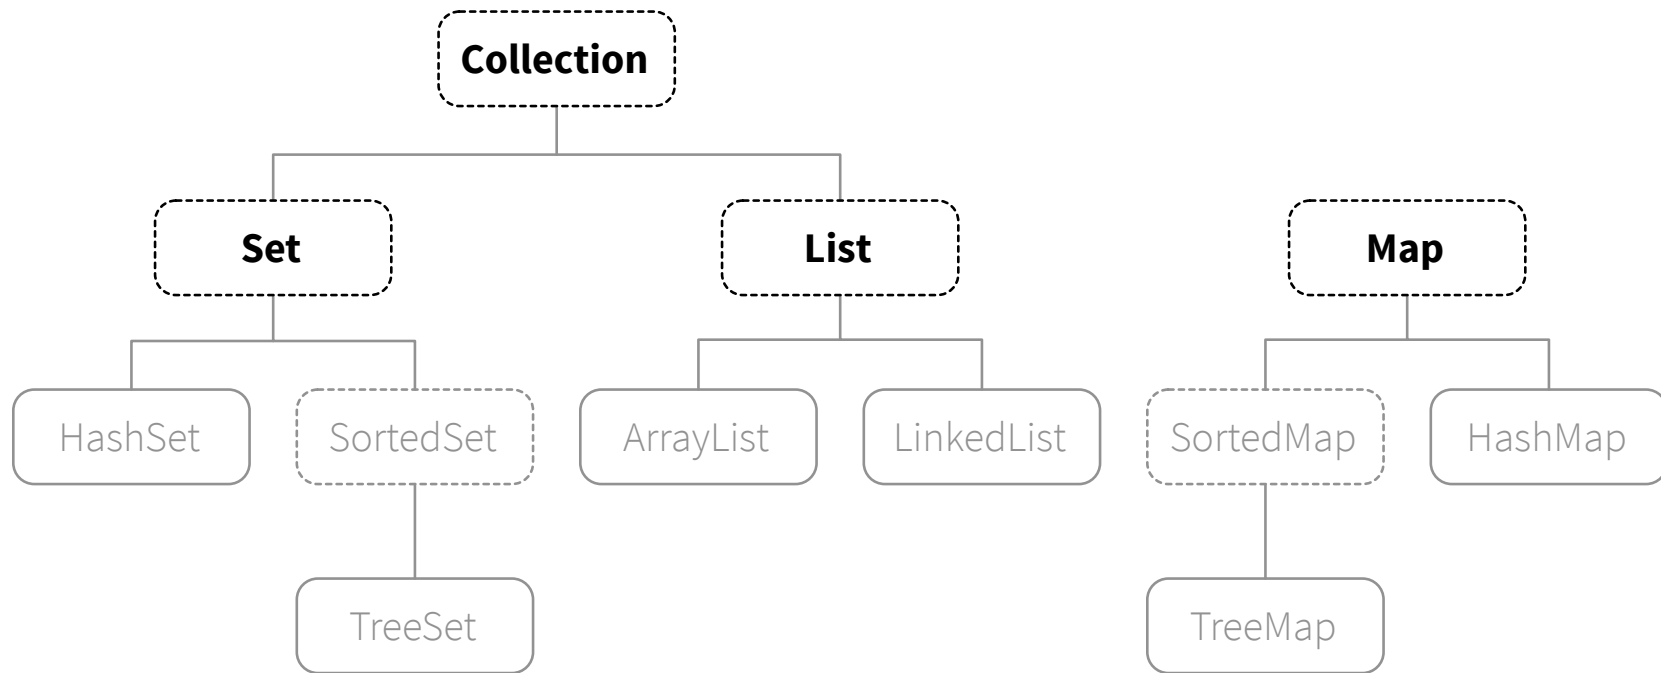 Collection
Set
List
Map
HashSet
SortedSet
ArrayList
LinkedList
SortedMap
HashMap
TreeSet
TreeMap